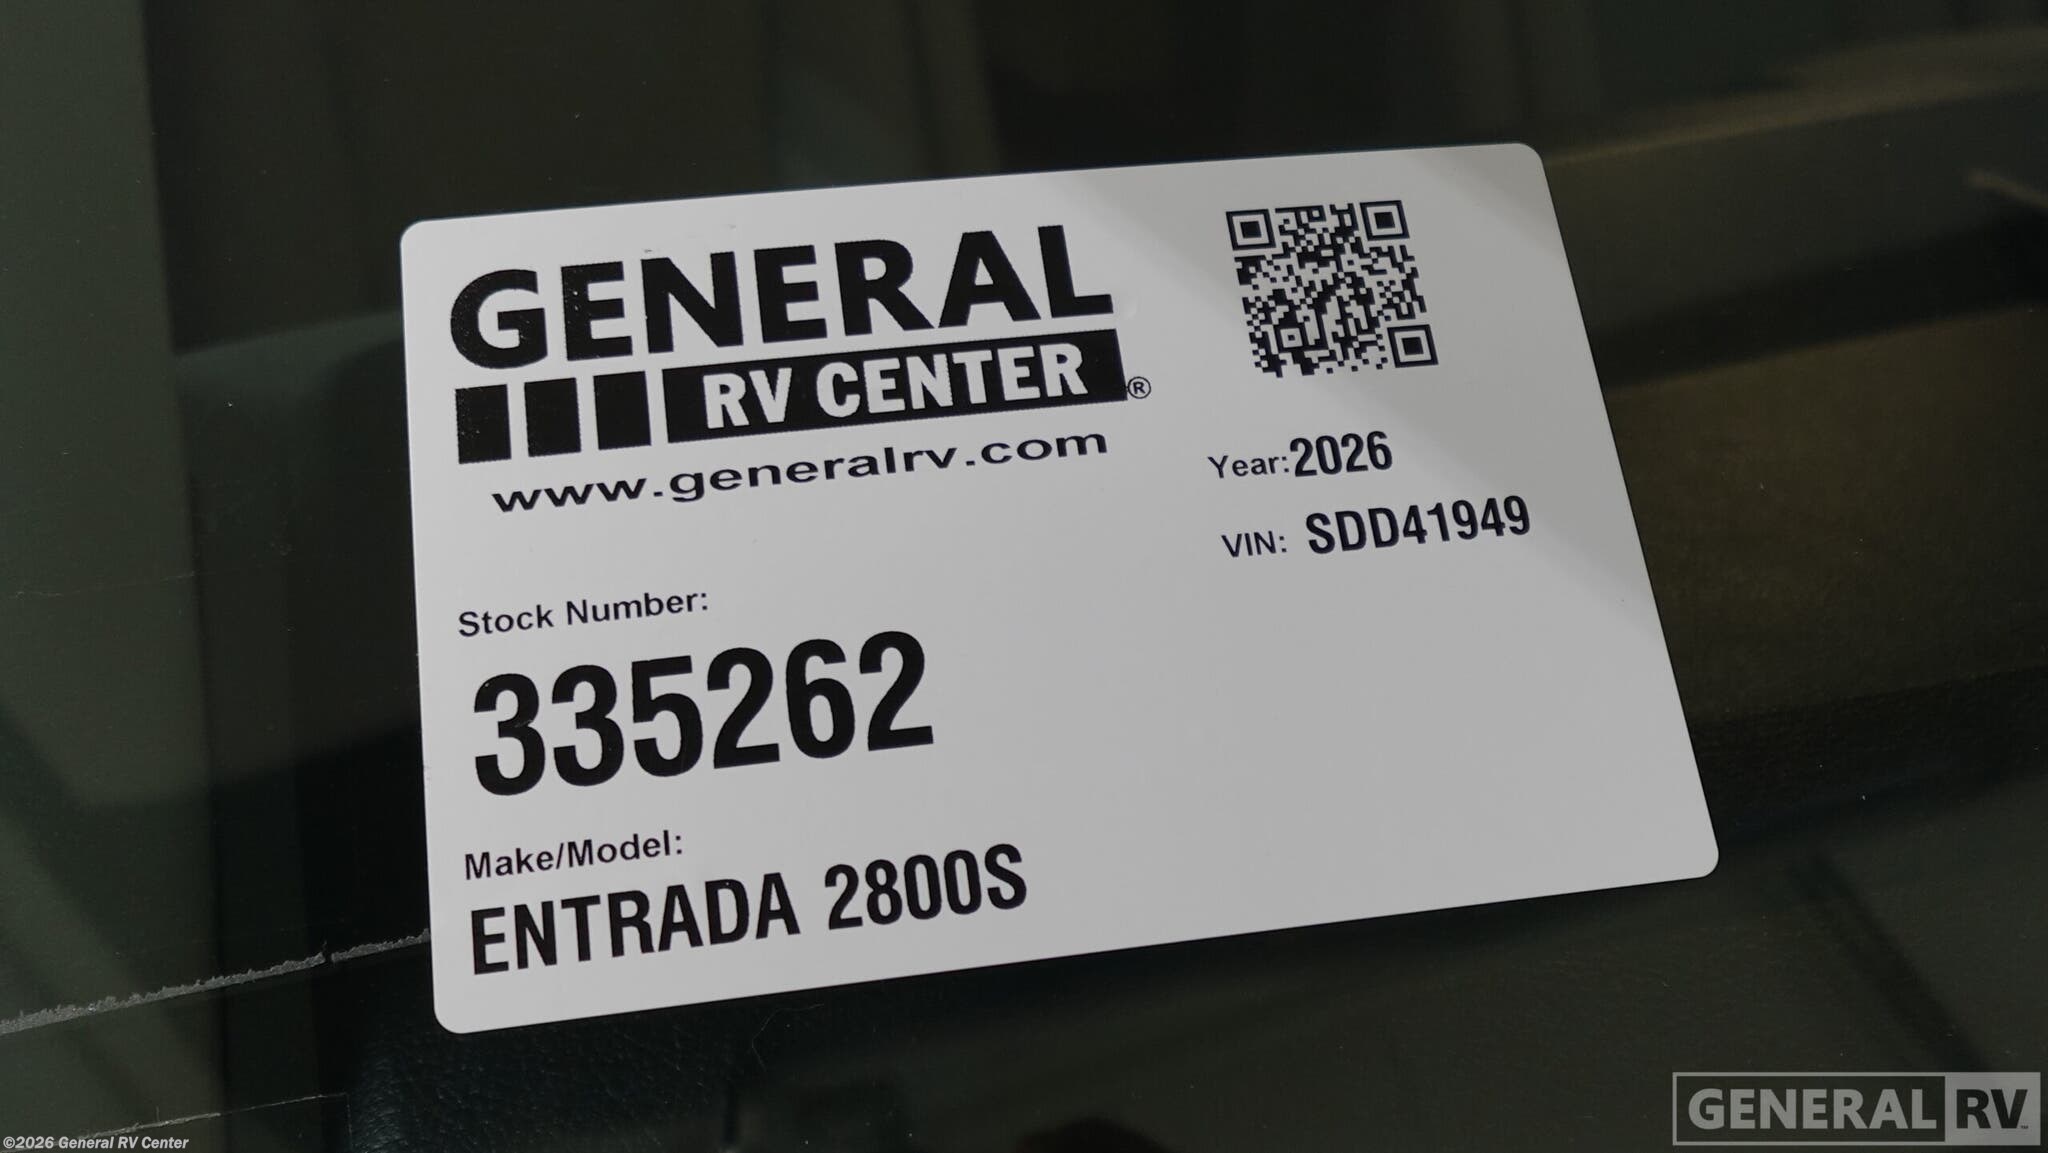 GENERAL
RV CENTER®
www.generalrv.com
Year:2026
VIN: SDD41949
Stock Number:
335262
Make/Model:
ENTRADA 2800S
©2026 General RV Center
GENERAL RV™